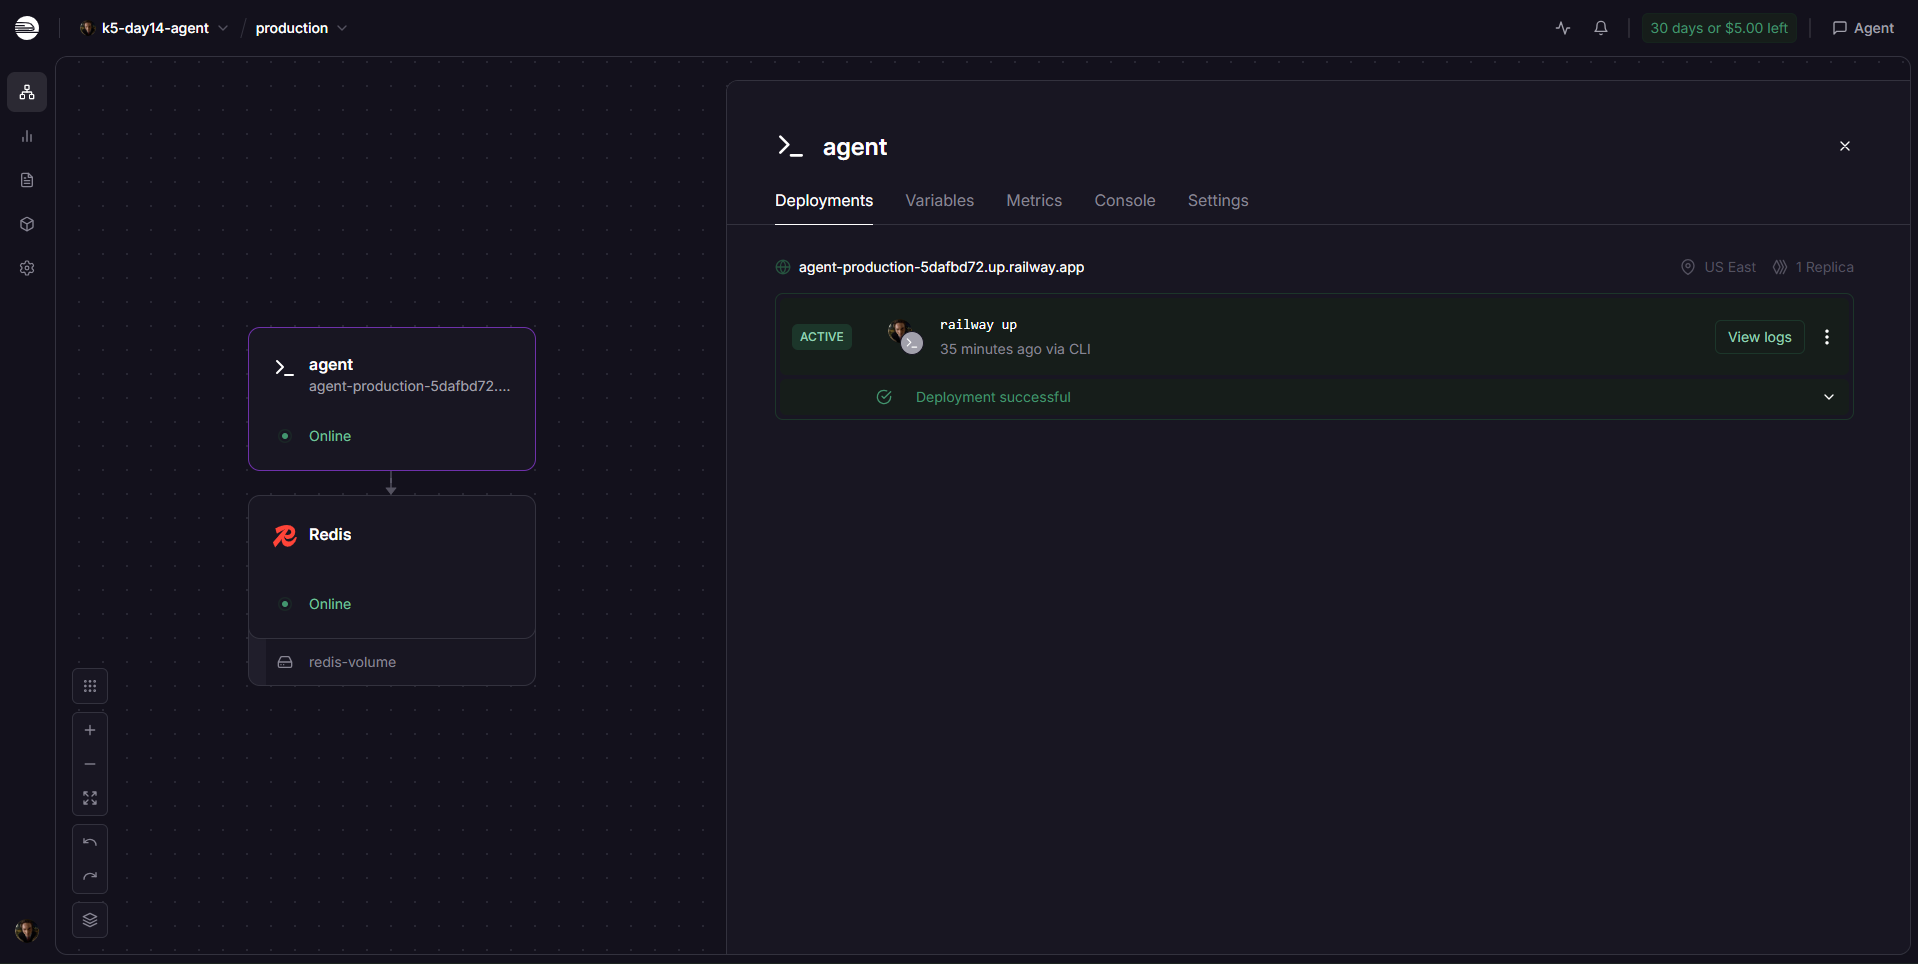 k5-day14-agent / production
30 days or $5.00 left
Agent
agent
agent-production-5dafbd72....
Online
Redis
Online
redis-volume
agent
Deployments Variables Metrics Console Settings
agent-production-5dafbd72.up.railway.app
US East 1 Replica
ACTIVE
railway up
35 minutes ago via CLI
View logs
Deployment successful